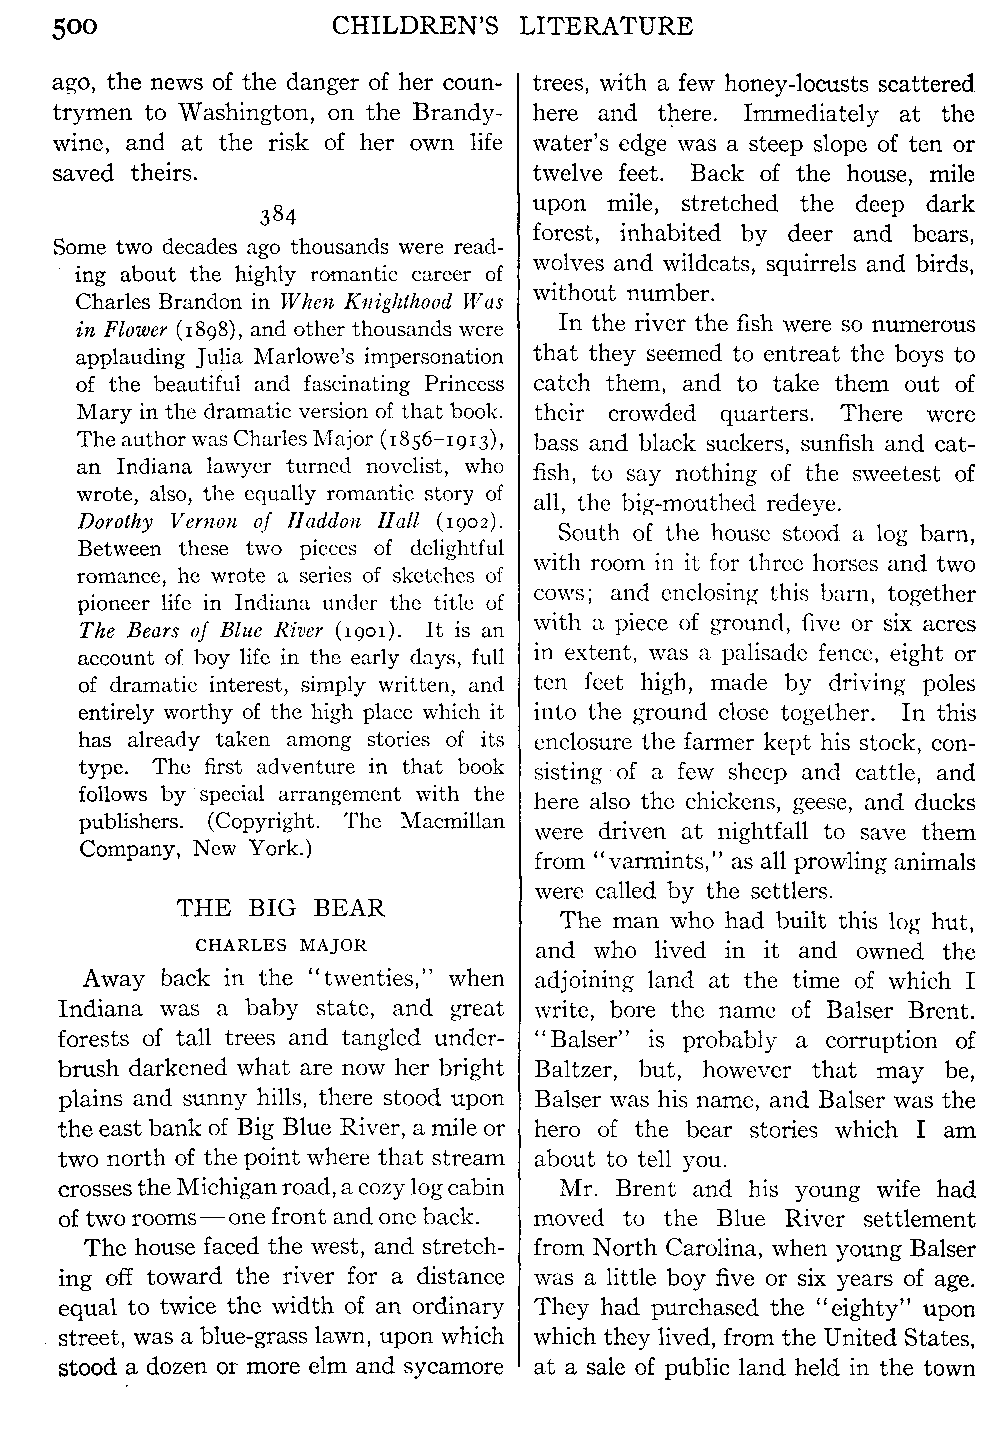 500 CHILDREN'S LITERATURE
ago, the news of the danger of her coun-
trymen to Washington, on the Brandy-
wine, and at the risk of her own life
saved theirs.
384
Some two decades ago thousands were read-
ing about the highly romantic career of
Charles Brandon in When Knighthood Was
in Flower (1898), and other thousands were
applauding Julia Marlowe's impersonation
of the beautiful and fascinating Princess
Mary in the dramatic version of that book.
The author was Charles Major (1856–1913),
an Indiana lawyer turned novelist, who
wrote, also, the equally romantic story of
Dorothy Vernon of Haddon Hall (1902).
Between these two pieces of delightful
romance, he wrote a series of sketches of
pioneer life in Indiana under the title of
The Bears of Blue River (1901). It is an
account of boy life in the early days, full
of dramatic interest, simply written, and
entirely worthy of the high place which it
has already taken among stories of its
type. The first adventure in that book
follows by special arrangement with the
publishers. (Copyright. The Macmillan
Company, New York.)
THE BIG BEAR
CHARLES MAJOR
Away back in the "twenties," when
Indiana was a baby state, and great
forests of tall trees and tangled under-
brush darkened what are now her bright
plains and sunny hills, there stood upon
the east bank of Big Blue River, a mile or
two north of the point where that stream
crosses the Michigan road, a cozy log cabin
of two rooms—one front and one back.
The house faced the west, and stretch-
ing off toward the river for a distance
equal to twice the width of an ordinary
street, was a blue-grass lawn, upon which
stood a dozen or more elm and sycamore
trees, with a few honey-locusts scattered
here and there. Immediately at the
water's edge was a steep slope of ten or
twelve feet. Back of the house, mile
upon mile, stretched the deep dark
forest, inhabited by deer and bears,
wolves and wildcats, squirrels and birds,
without number.
In the river the fish were so numerous
that they seemed to entreat the boys to
catch them, and to take them out of
their crowded quarters. There were
bass and black suckers, sunfish and cat-
fish, to say nothing of the sweetest of
all, the big-mouthed redeye.
South of the house stood a log barn,
with room in it for three horses and two
cows; and enclosing this barn, together
with a piece of ground, five or six acres
in extent, was a palisade fence, eight or
ten feet high, made by driving poles
into the ground close together. In this
enclosure the farmer kept his stock, con-
sisting of a few sheep and cattle, and
here also the chickens, geese, and ducks
were driven at nightfall to save them
from "varmints," as all prowling animals
were called by the settlers.
The man who had built this log hut,
and who lived in it and owned the
adjoining land at the time of which I
write, bore the name of Balser Brent.
"Balser" is probably a corruption of
Baltzer, but, however that may be,
Balser was his name, and Balser was the
hero of the bear stories which I am
about to tell you.
Mr. Brent and his young wife had
moved to the Blue River settlement
from North Carolina, when young Balser
was a little boy five or six years of age.
They had purchased the "eighty" upon
which they lived, from the United States,
at a sale of public land held in the town